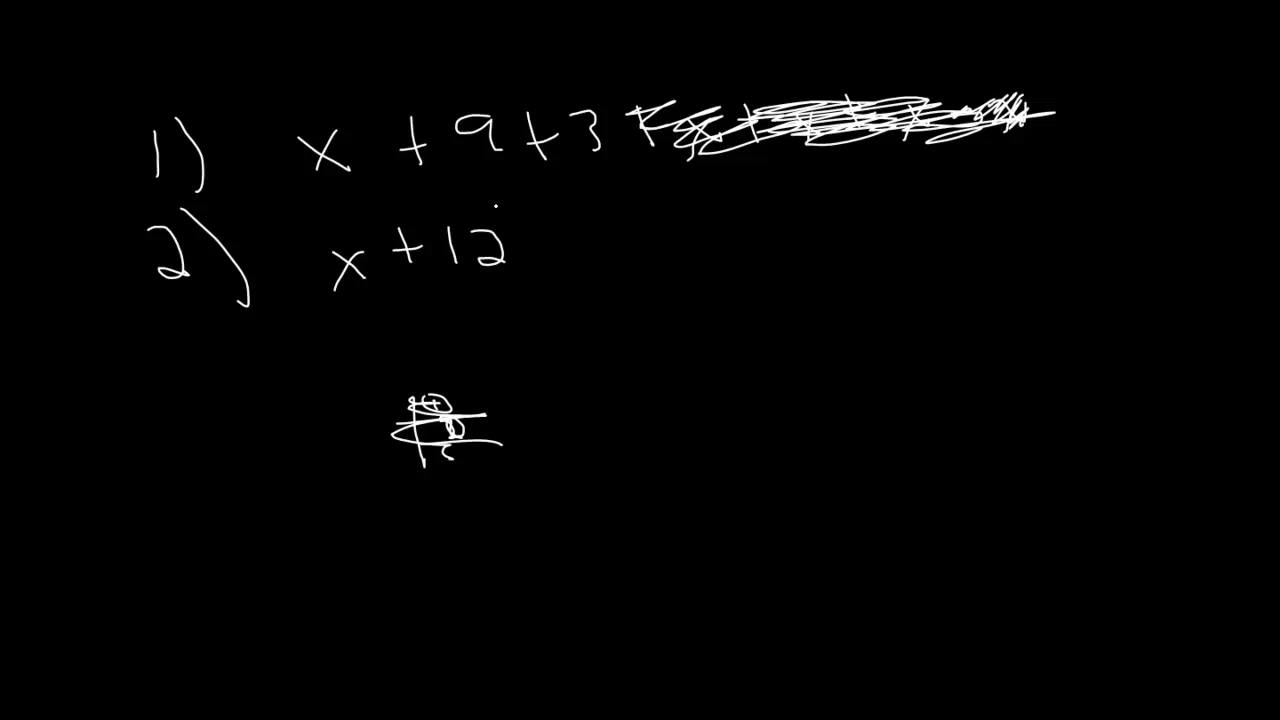 1) x + 9 + 3
2) x + 12